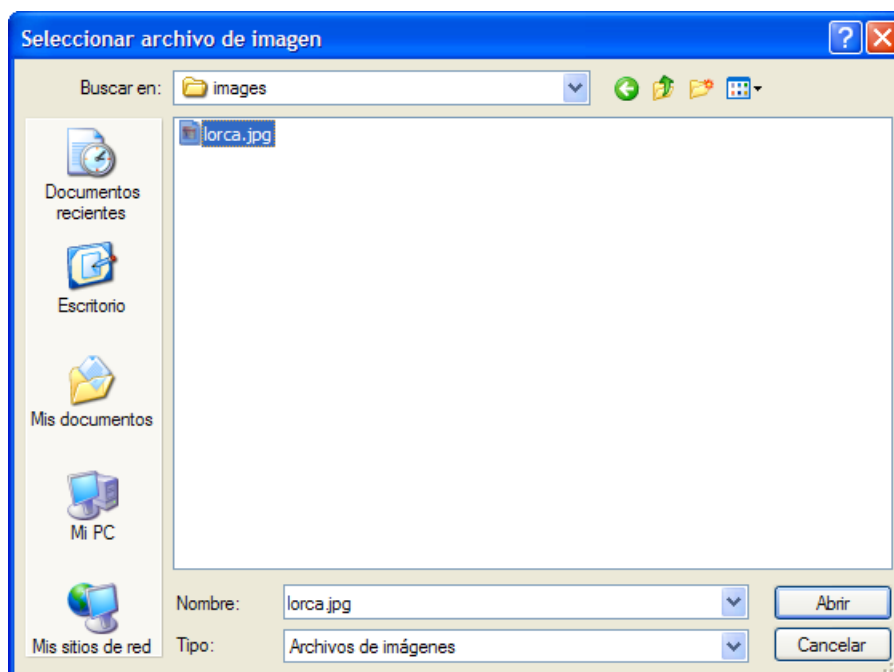 Seleccionar archivo de imagen
Buscar en:
images
lorca.jpg
Documentos
recientes
Escritorio
Mis documentos
Mi PC
Mis sitios de red
Nombre:
lorca.jpg
Abrir
Tipo:
Archivos de imágenes
Cancelar